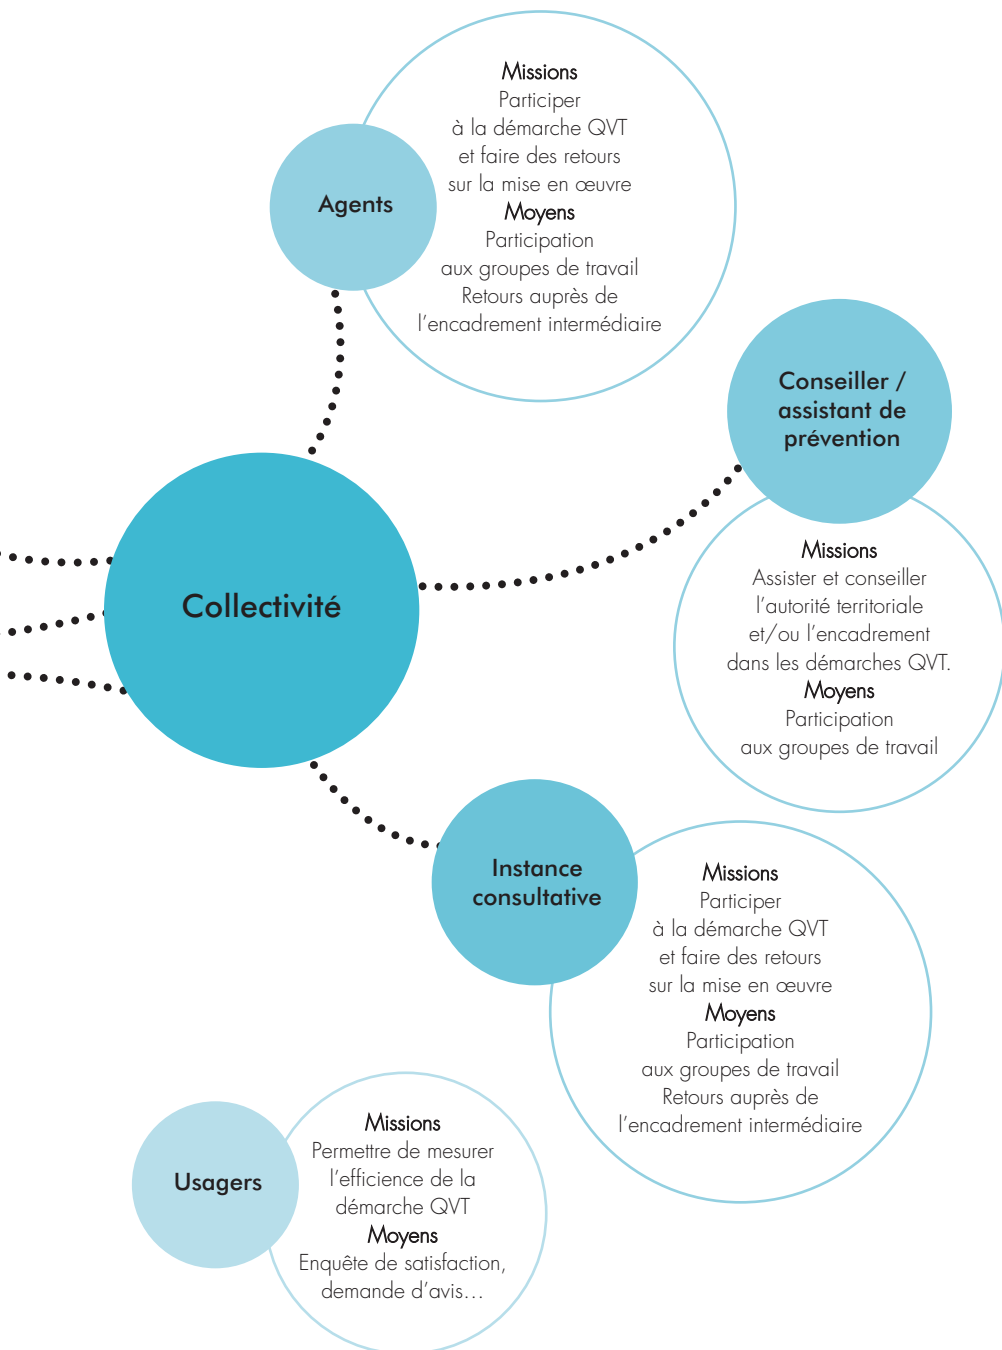 Missions
Participer
à la démarche QVT
et faire des retours
sur la mise en œuvre
Moyens
Participation
aux groupes de travail
Retours auprès de
l'encadrement intermédiaire
Agents
Conseiller /
assistant de
prévention
Missions
Assister et conseiller
l'autorité territoriale
et/ou l'encadrement
dans les démarches QVT.
Moyens
Participation
aux groupes de travail
Collectivité
Instance
consultative
Missions
Participer
à la démarche QVT
et faire des retours
sur la mise en œuvre
Moyens
Participation
aux groupes de travail
Retours auprès de
l'encadrement intermédiaire
Usagers
Missions
Permettre de mesurer
l'efficience de la
démarche QVT
Moyens
Enquête de satisfaction,
demande d'avis…